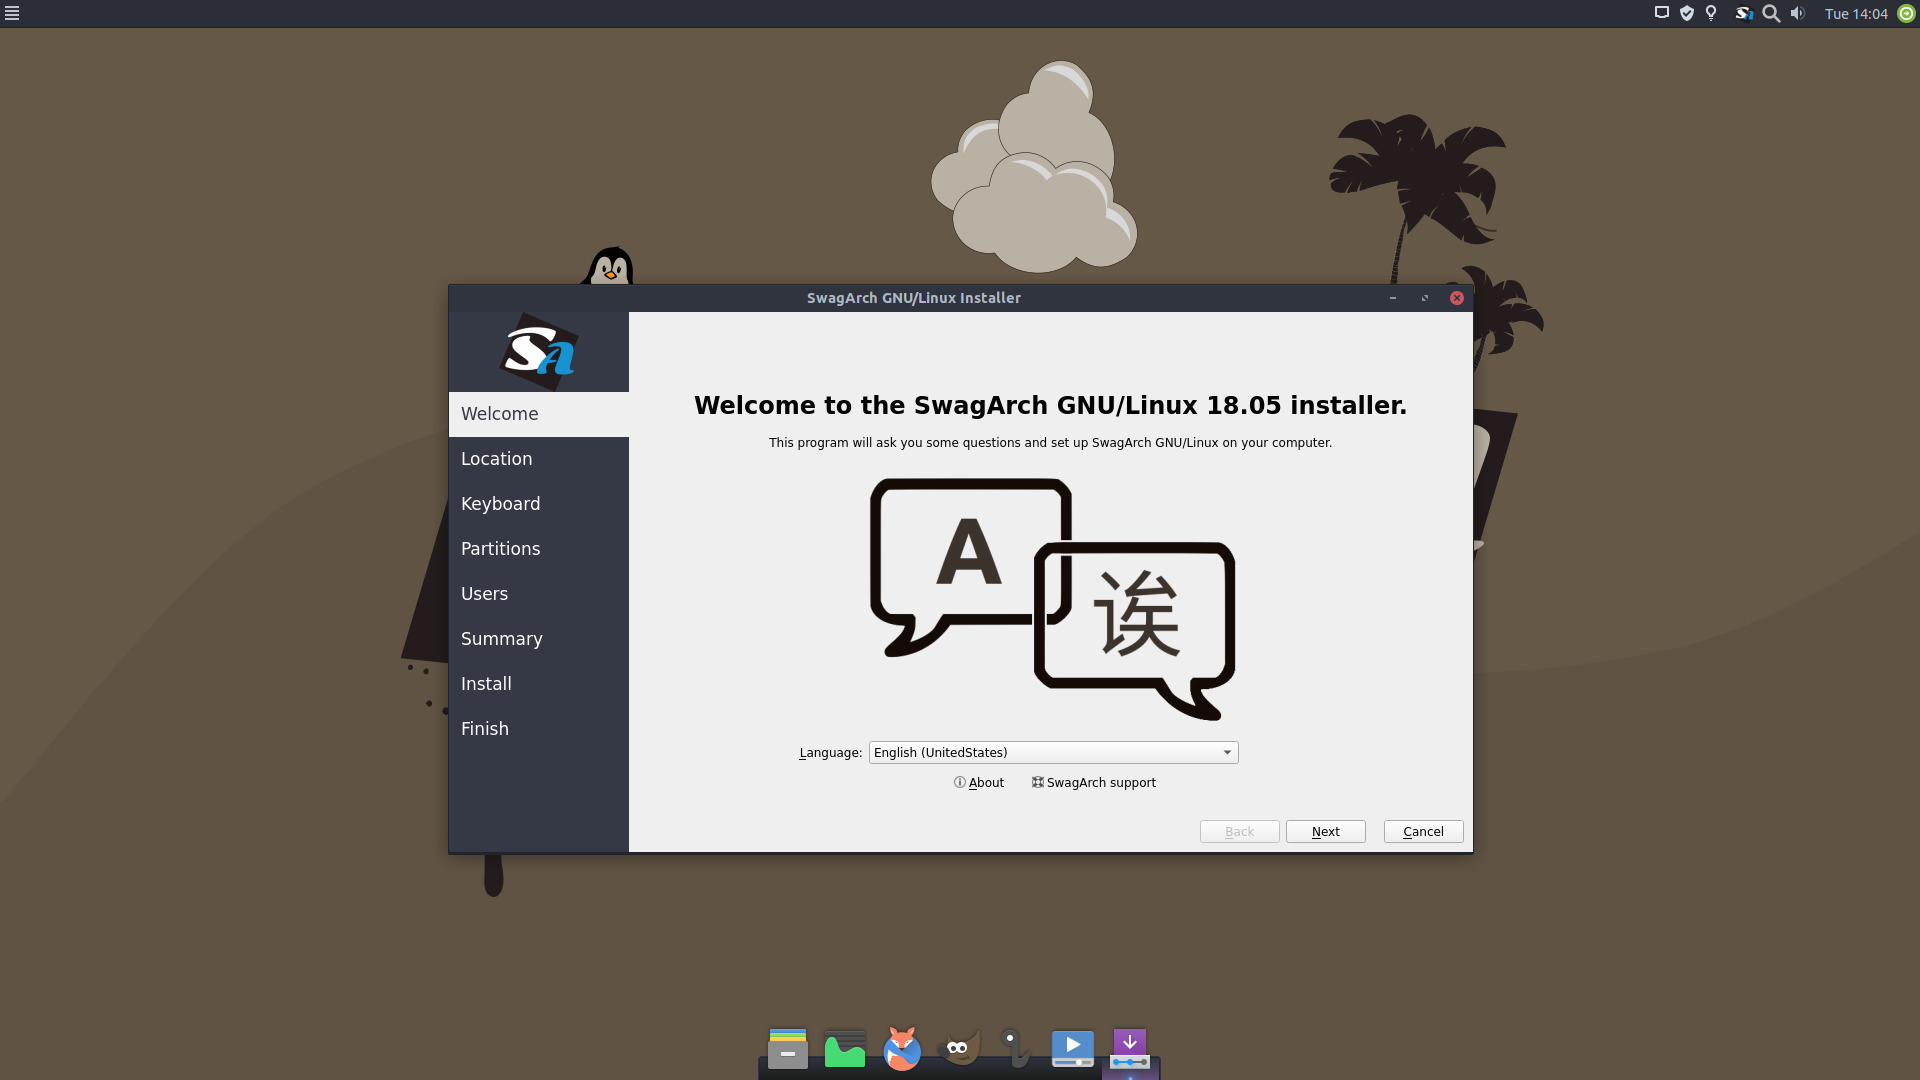 Tue 14:04
SwagArch GNU/Linux Installer
SA
Welcome
Location
Keyboard
Partitions
Users
Summary
Install
Finish
Welcome to the SwagArch GNU/Linux 18.05 installer.
This program will ask you some questions and set up SwagArch GNU/Linux on your computer.
A
诶
Language: English (UnitedStates)
About SwagArch support
Back Next Cancel